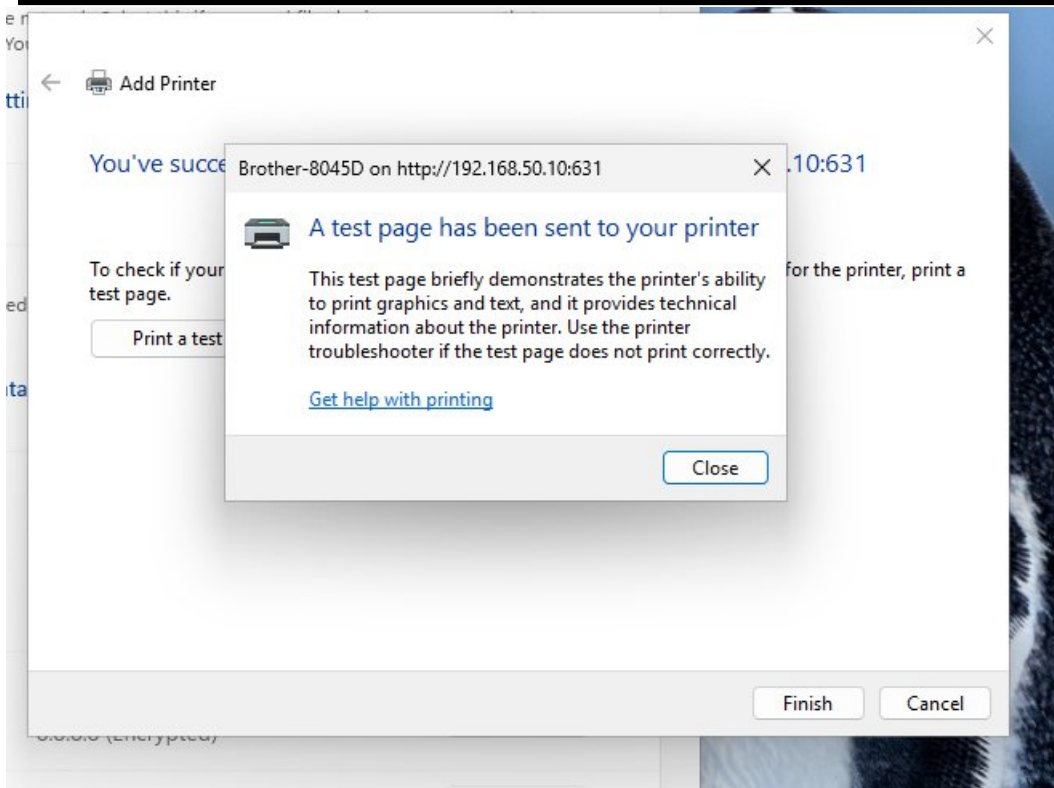 Add Printer
You've succe
.10:631
Brother-8045D on http://192.168.50.10:631
A test page has been sent to your printer
This test page briefly demonstrates the printer's ability
to print graphics and text, and it provides technical
information about the printer. Use the printer
troubleshooter if the test page does not print correctly.
Get help with printing
Close
To check if your
for the printer, print a
test page.
Print a test
Finish
Cancel
(Encrypted)